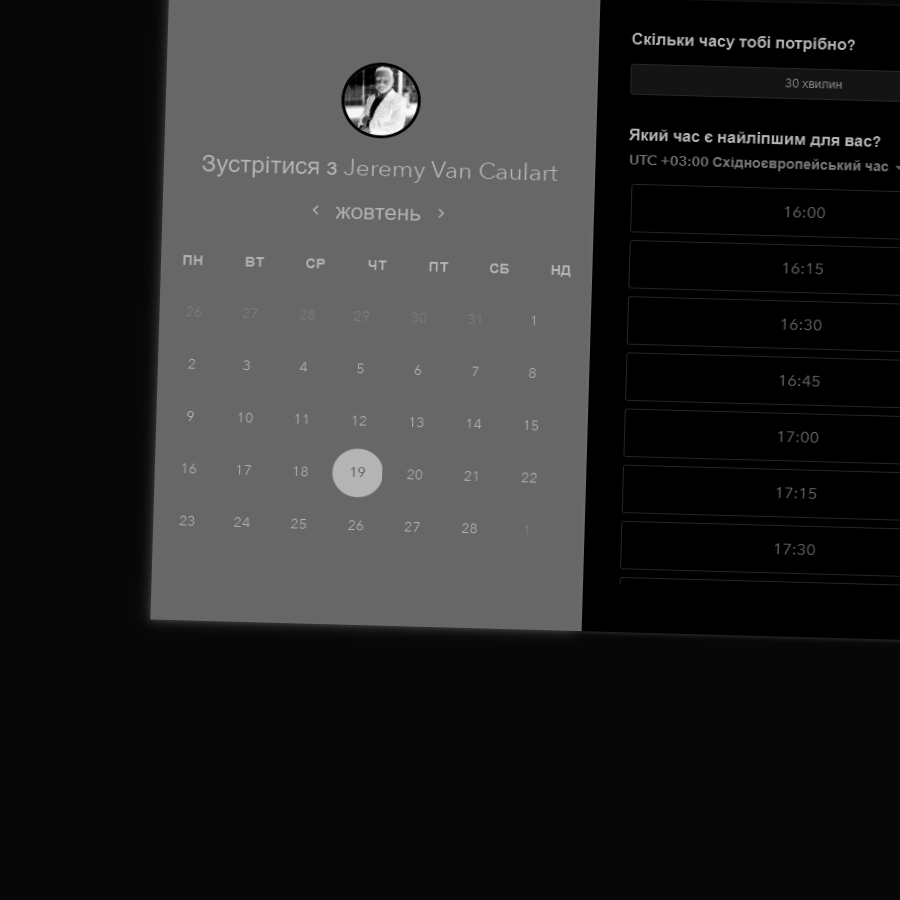 Зустрітися з Jeremy Van Caulart
жовтень
ПН ВТ СР ЧТ ПТ СБ НД
26 27 28 29 30 31 1
2 3 4 5 6 7 8
9 10 11 12 13 14 15
16 17 18 19 20 21 22
23 24 25 26 27 28 1
Скільки часу тобі потрібно?
30 хвилин
Який час є найліпшим для вас?
UTC +03:00 Східноєвропейський час
16:00
16:15
16:30
16:45
17:00
17:15
17:30